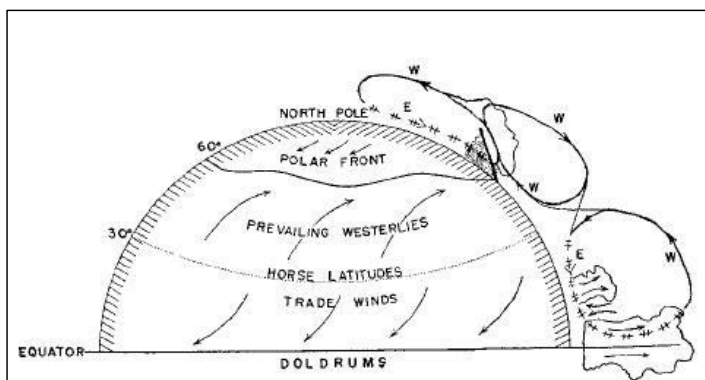 W
E
W
NORTH POLE
60°
POLAR FRONT
W
30°
PREVAILING WESTERLIES
E
W
HORSE LATITUDES
TRADE WINDS
EQUATOR
DOLDRUMS